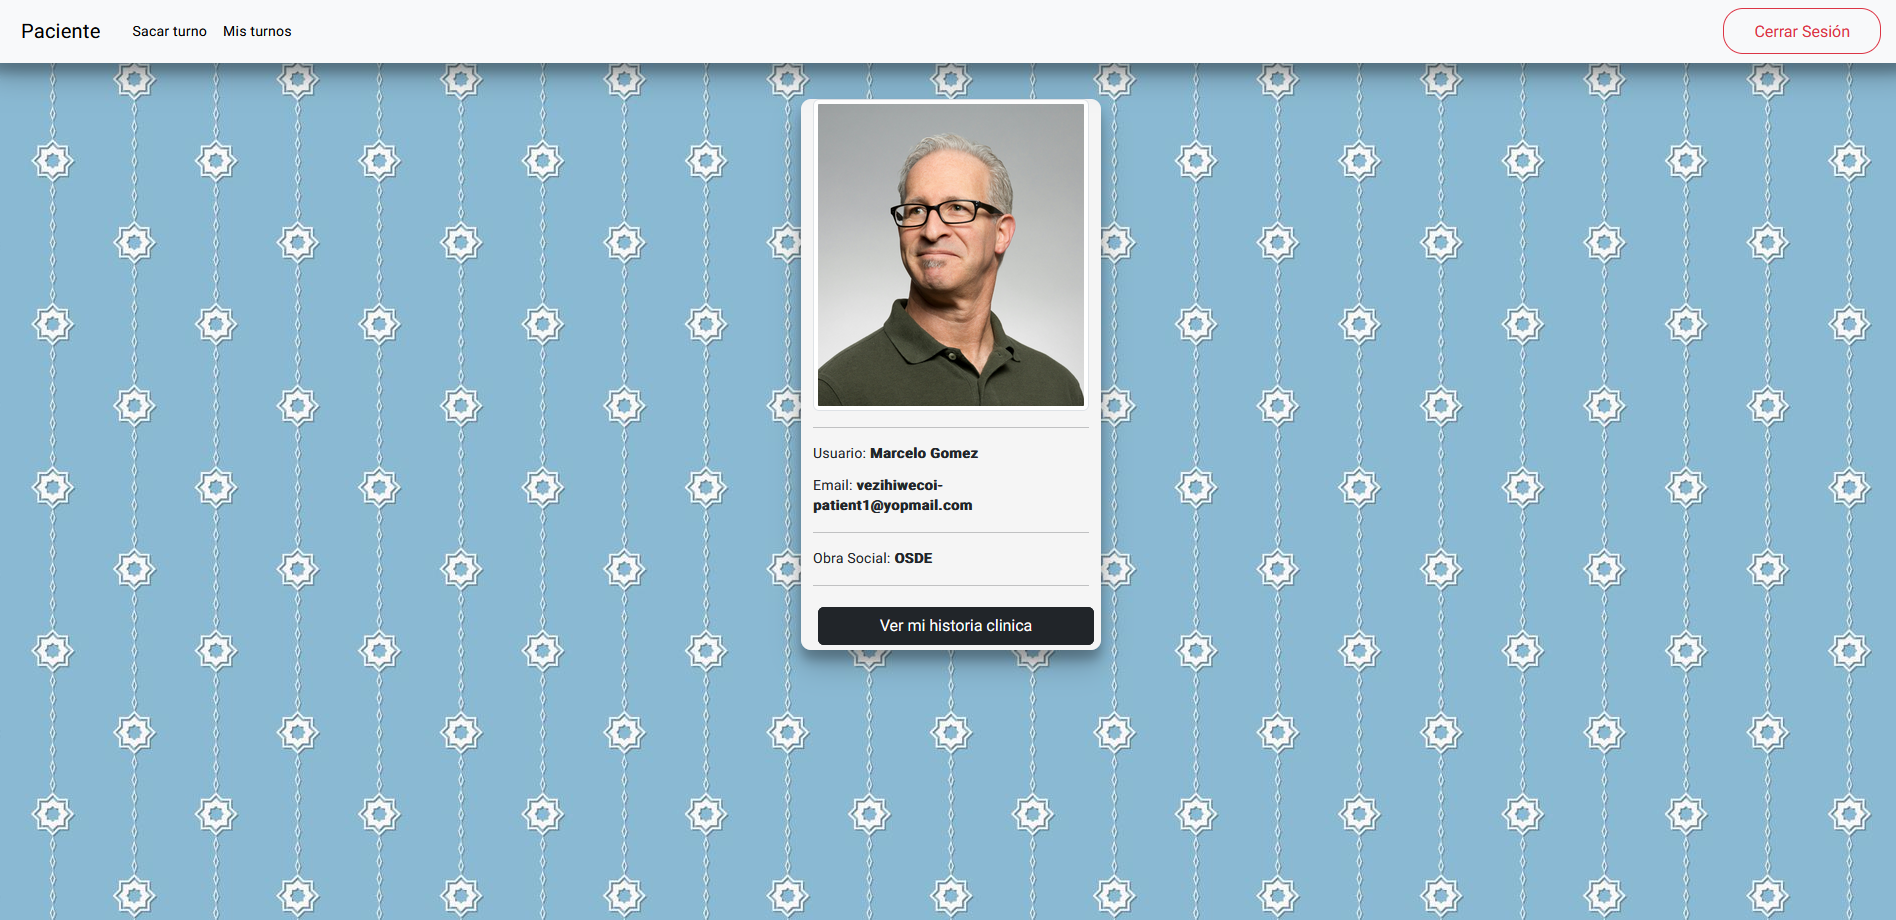 Paciente Sacar turno Mis turnos Cerrar Sesión
Usuario: Marcelo Gomez
Email: vezihiwecoi-
patient1@yopmail.com
Obra Social: OSDE
Ver mi historia clinica